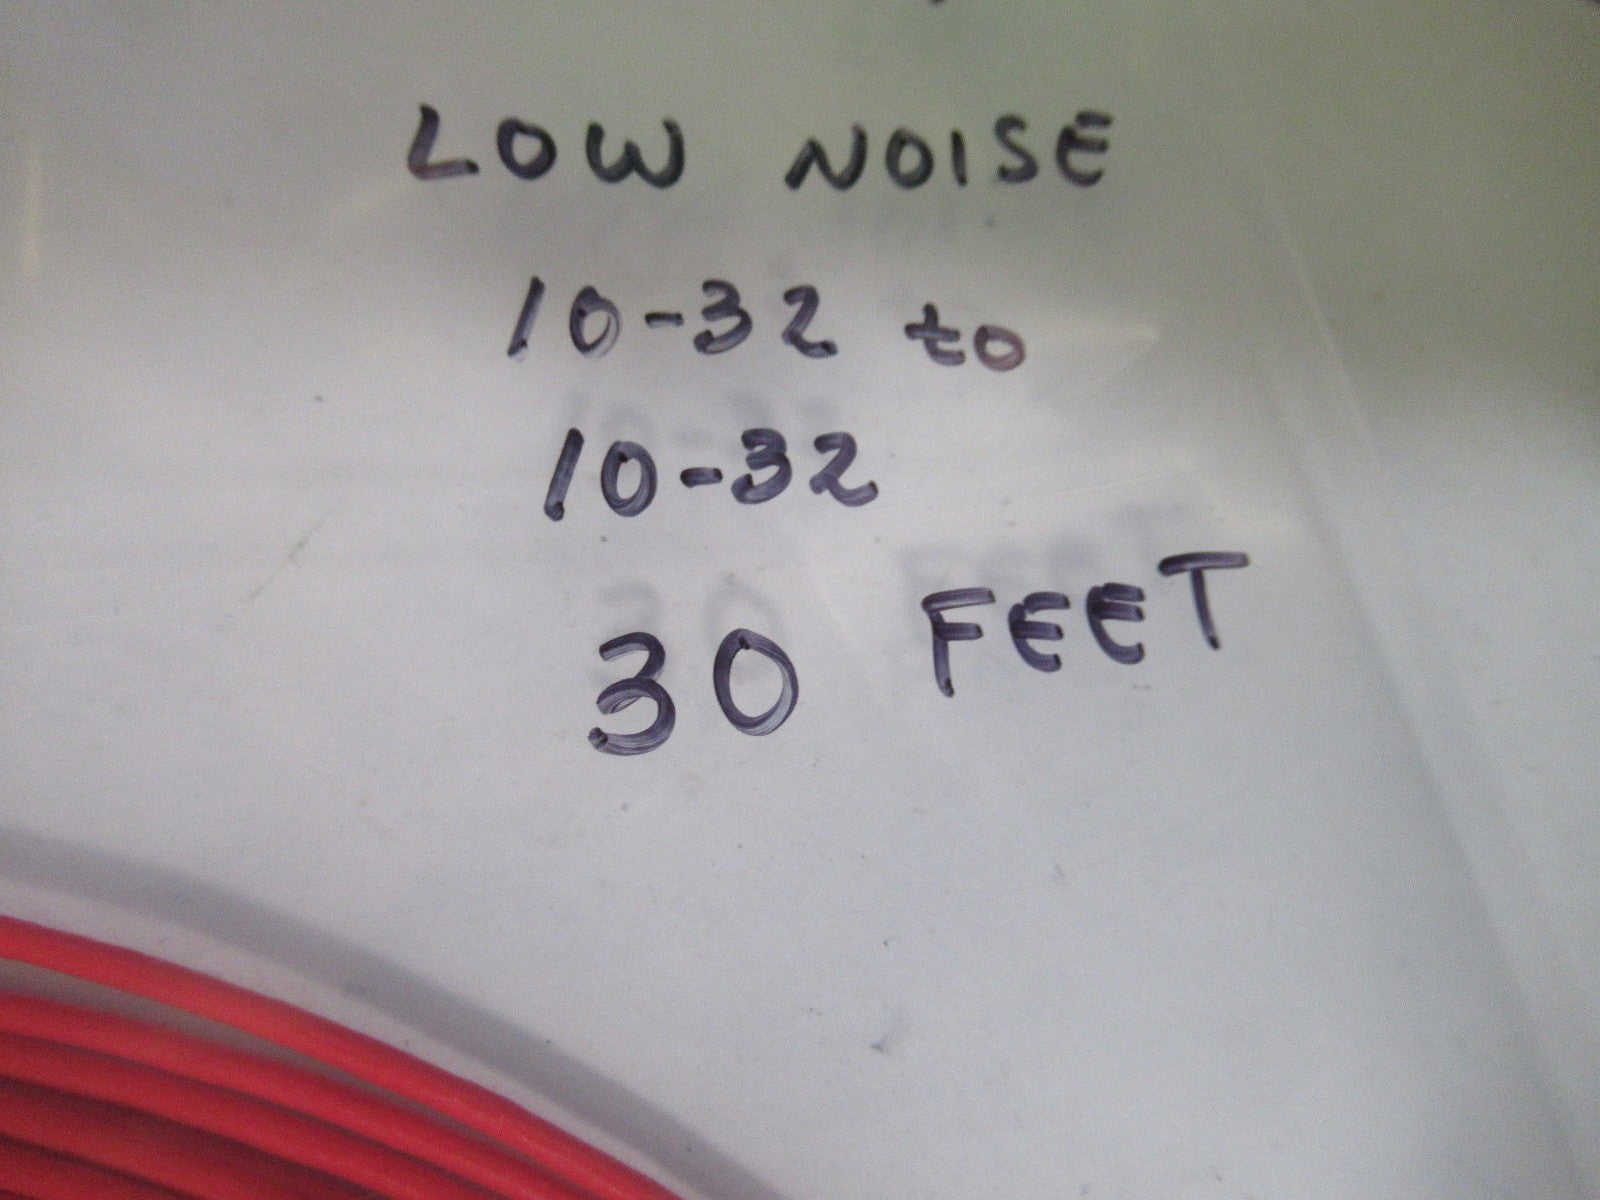 LOW NOISE
10-32 to
10-32
30 FEET